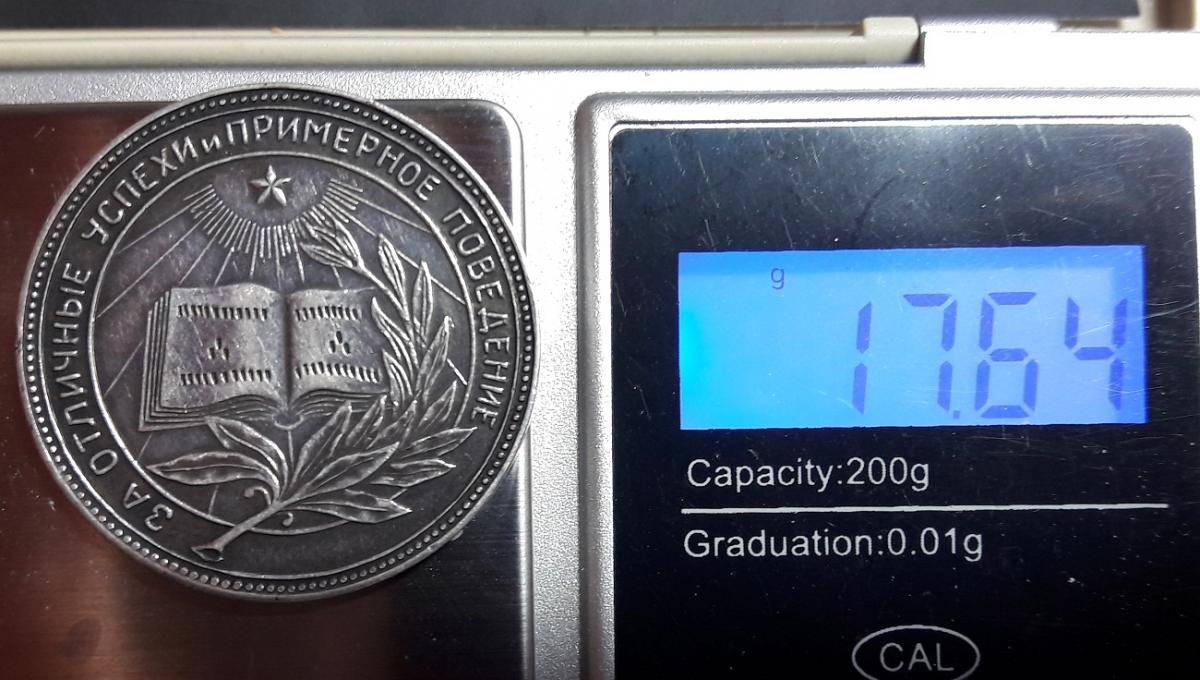 ЗА ОТЛИЧНЫЕ УСПЕХИ и ПРИМЕРНОЕ ПОВЕДЕНИЕ
g
17.64
Capacity:200g
Graduation:0.01g
CAL